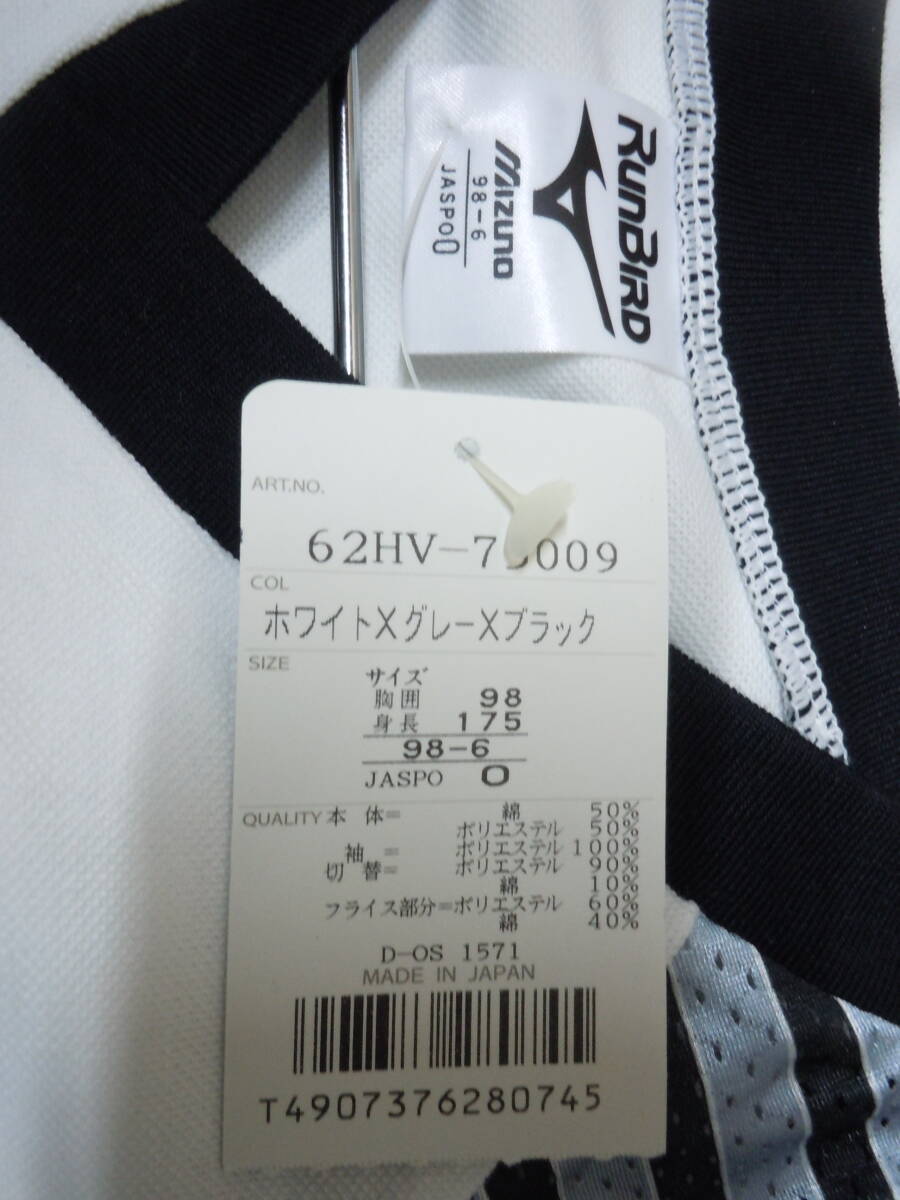 RUNBIRD
MIZUNO
98-6
JASPO O
ART.NO.
COL
ホワイトXグレーXブラック
SIZE
サイズ
胸囲 98
身長 175
98-6
JASPO O
QUALITY 本 体= 綿 50%
ポリエステル 50%
袖 = ポリエステル 100%
切 替= ポリエステル 90%
綿 10%
フライス部分=ポリエステル 60%
綿 40%
D-OS 1571
MADE IN JAPAN
T4907376280745